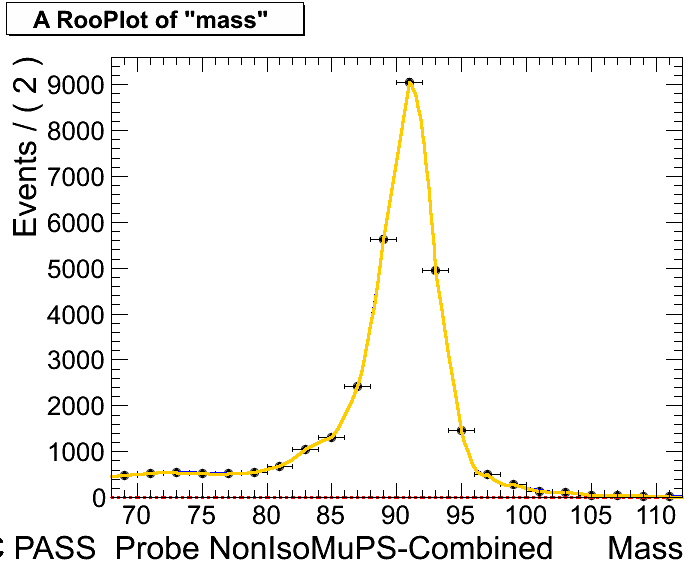 A RooPlot of "mass"
Events / ( 2 )
9000
8000
7000
6000
5000
4000
3000
2000
1000
0
70 75 80 85 90 95 100 105 110
C PASS Probe NonIsoMuPS-Combined Mass